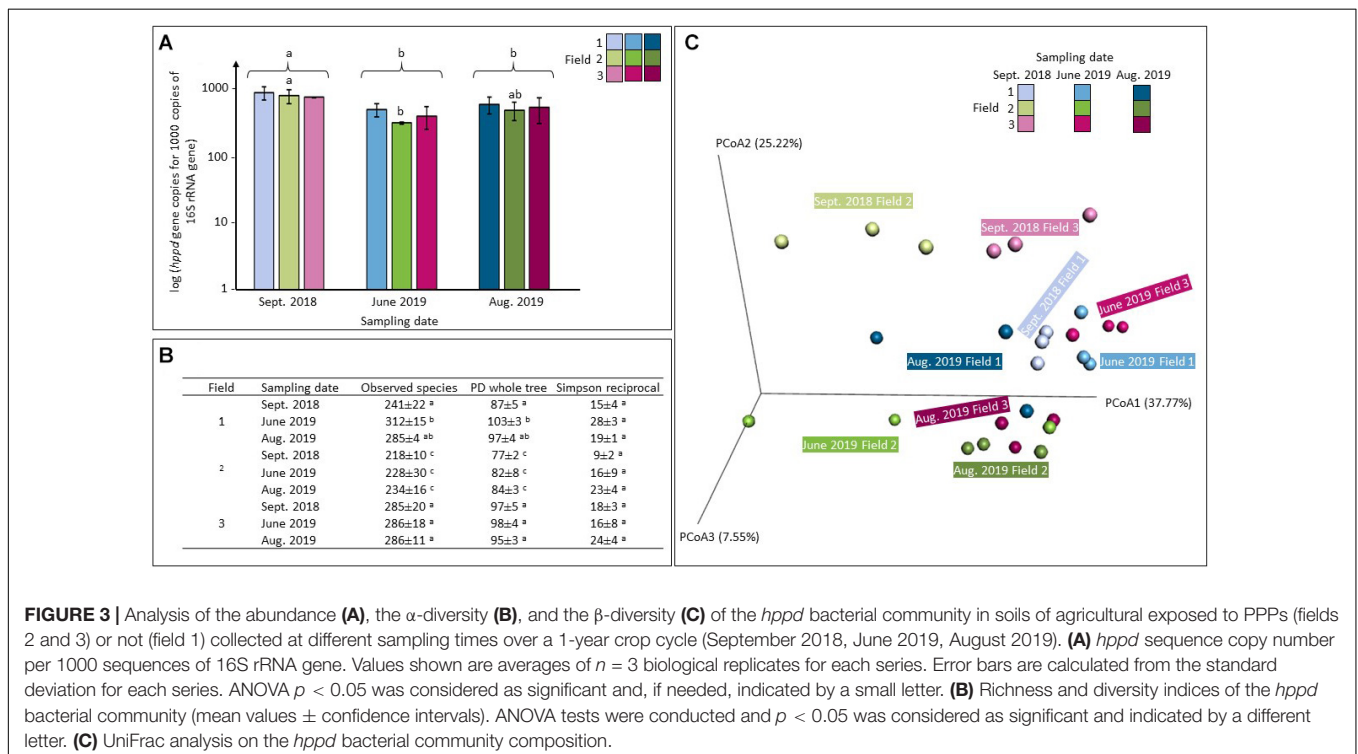 A
1
Field 2
3
a
b
b
a
b
ab
1000
100
10
1
log (hppd gene copies for 1000 copies of
16S rRNA gene)
Sept. 2018
June 2019
Aug. 2019
Sampling date
B
Field Sampling date Observed species PD whole tree Simpson reciprocal
Sept. 2018 241±22 a 87±5 a 15±4 a
1 June 2019 312±15 b 103±3 b 28±3 a
Aug. 2019 285±4 ab 97±4 ab 19±1 a
Sept. 2018 218±10 c 77±2 c 9±2 a
2 June 2019 228±30 c 82±8 c 16±9 a
Aug. 2019 234±16 c 84±3 c 23±4 a
Sept. 2018 285±20 a 97±5 a 18±3 a
3 June 2019 286±18 a 98±4 a 16±8 a
Aug. 2019 286±11 a 95±3 a 24±4 a
C
Sampling date
Sept. 2018 June 2019 Aug. 2019
1
Field 2
3
PCoA2 (25.22%)
Sept. 2018 Field 2
Sept. 2018 Field 3
Sept. 2018 Field 1
June 2019 Field 3
Aug. 2019 Field 1
June 2019 Field 1
PCoA1 (37.77%)
Aug. 2019 Field 3
June 2019 Field 2
Aug. 2019 Field 2
PCoA3 (7.55%)
FIGURE 3 | Analysis of the abundance (A), the α-diversity (B), and the β-diversity (C) of the hppd bacterial community in soils of agricultural exposed to PPPs (fields
2 and 3) or not (field 1) collected at different sampling times over a 1-year crop cycle (September 2018, June 2019, August 2019). (A) hppd sequence copy number
per 1000 sequences of 16S rRNA gene. Values shown are averages of n = 3 biological replicates for each series. Error bars are calculated from the standard
deviation for each series. ANOVA p < 0.05 was considered as significant and, if needed, indicated by a small letter. (B) Richness and diversity indices of the hppd
bacterial community (mean values ± confidence intervals). ANOVA tests were conducted and p < 0.05 was considered as significant and indicated by a different
letter. (C) UniFrac analysis on the hppd bacterial community composition.